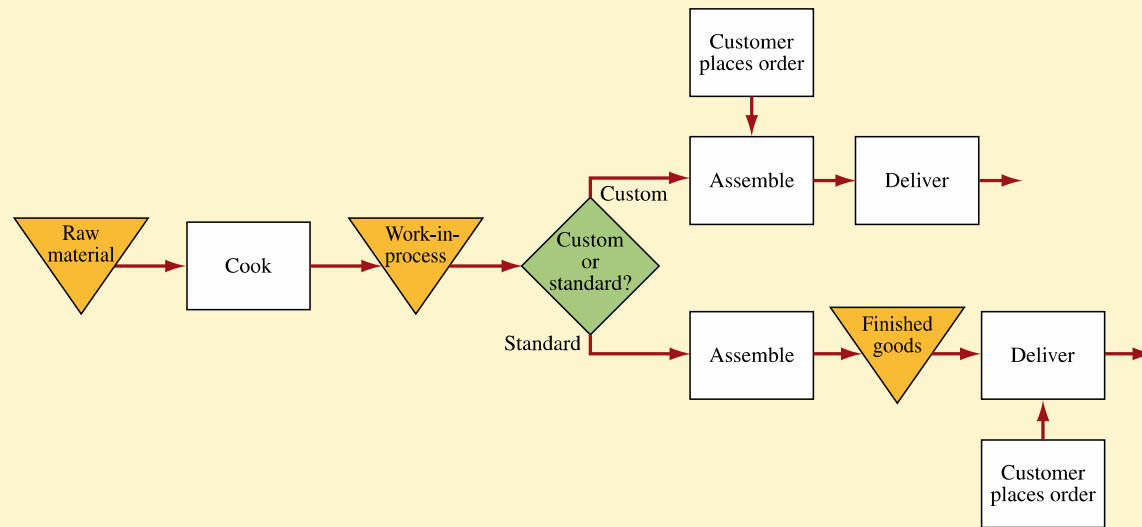 Customer
places order
Assemble
Deliver
Custom
Raw
material
Cook
Work-in-
process
Custom
or
standard?
Standard
Assemble
Finished
goods
Deliver
Customer
places order